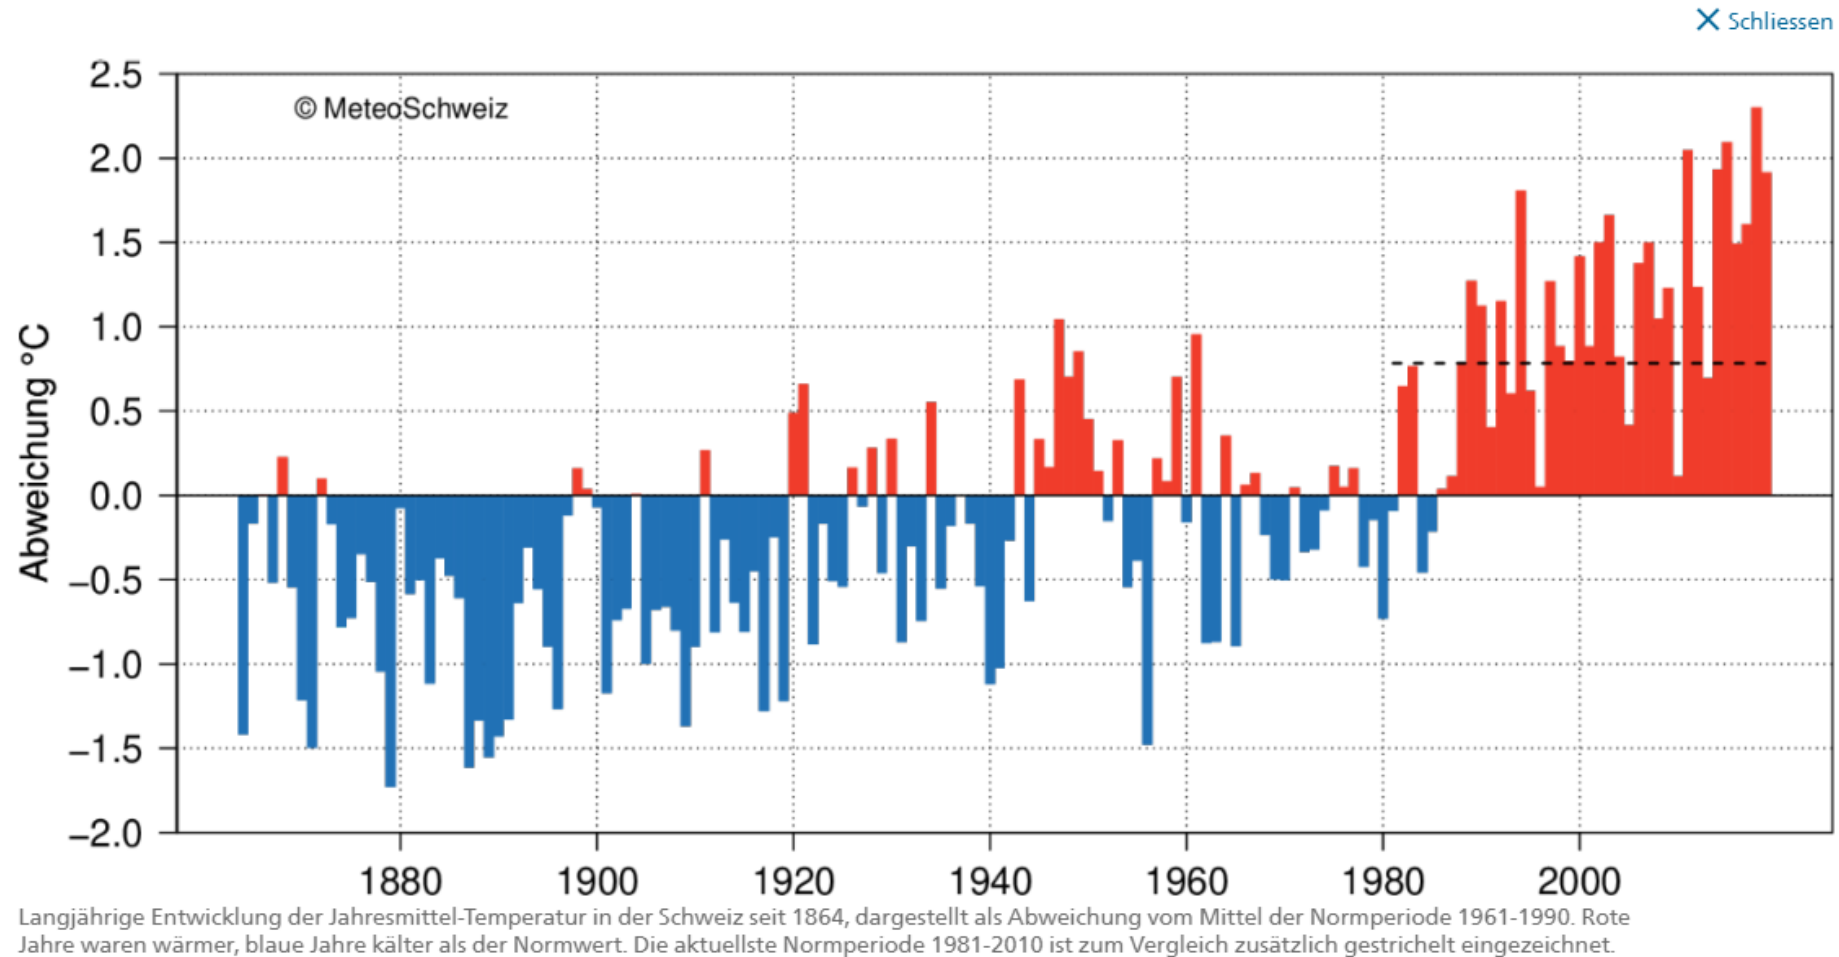 Schliessen
2.5
© MeteoSchweiz
2.0
1.5
1.0
0.5
0.0
−0.5
−1.0
−1.5
−2.0
Abweichung °C
1880 1900 1920 1940 1960 1980 2000
Langjährige Entwicklung der Jahresmittel-Temperatur in der Schweiz seit 1864, dargestellt als Abweichung vom Mittel der Normperiode 1961-1990. Rote
Jahre waren wärmer, blaue Jahre kälter als der Normwert. Die aktuellste Normperiode 1981-2010 ist zum Vergleich zusätzlich gestrichelt eingezeichnet.